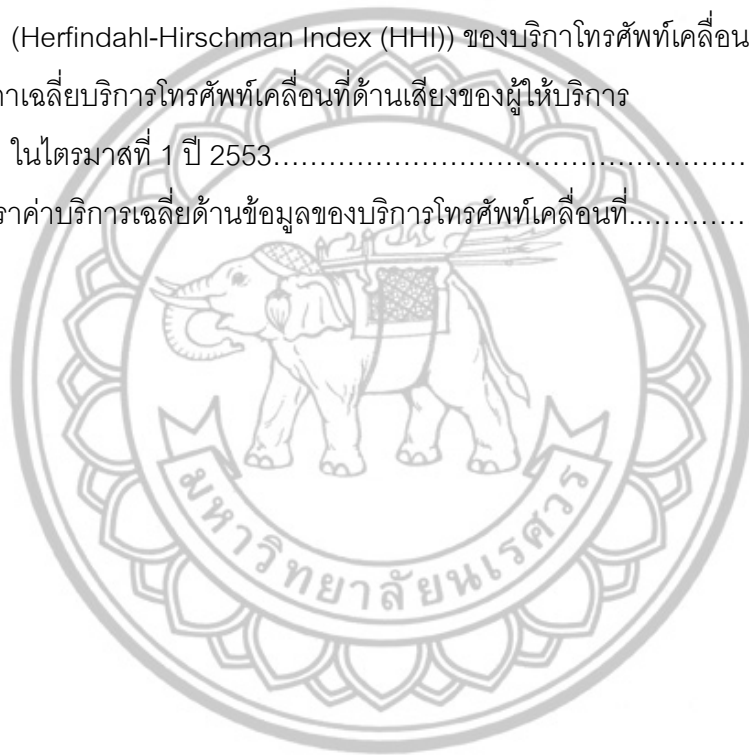 (Herfindahl-Hirschman Index (HHI)) ของบริกาโทรศัพท์เคลื่อน
าเฉลี่ยบริการโทรศัพท์เคลื่อนที่ด้านเสียงของผู้ให้บริการ
ในไตรมาสที่ 1 ปี 2553……………………………………………
ราค่าบริการเฉลี่ยด้านข้อมูลของบริการโทรศัพท์เคลื่อนที่..…………
มหาวิทยาลัยนเรศวร